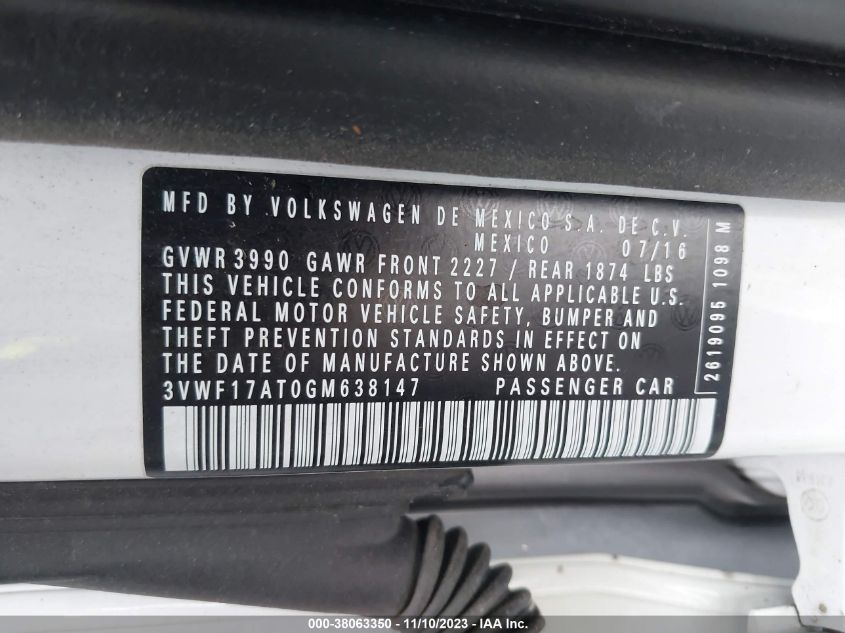 MFD BY VOLKSWAGEN DE MEXICO S.A. DE C.V.
MEXICO 07/16
GVWR 3990 GAWR FRONT 2227 / REAR 1874 LBS
THIS VEHICLE CONFORMS TO ALL APPLICABLE U.S.
FEDERAL MOTOR VEHICLE SAFETY, BUMPER AND
THEFT PREVENTION STANDARDS IN EFFECT ON
THE DATE OF MANUFACTURE SHOWN ABOVE.
3VWF17AT0GM638147 PASSENGER CAR
2619095 1098 M
000-38063350 - 11/10/2023 - IAA Inc.